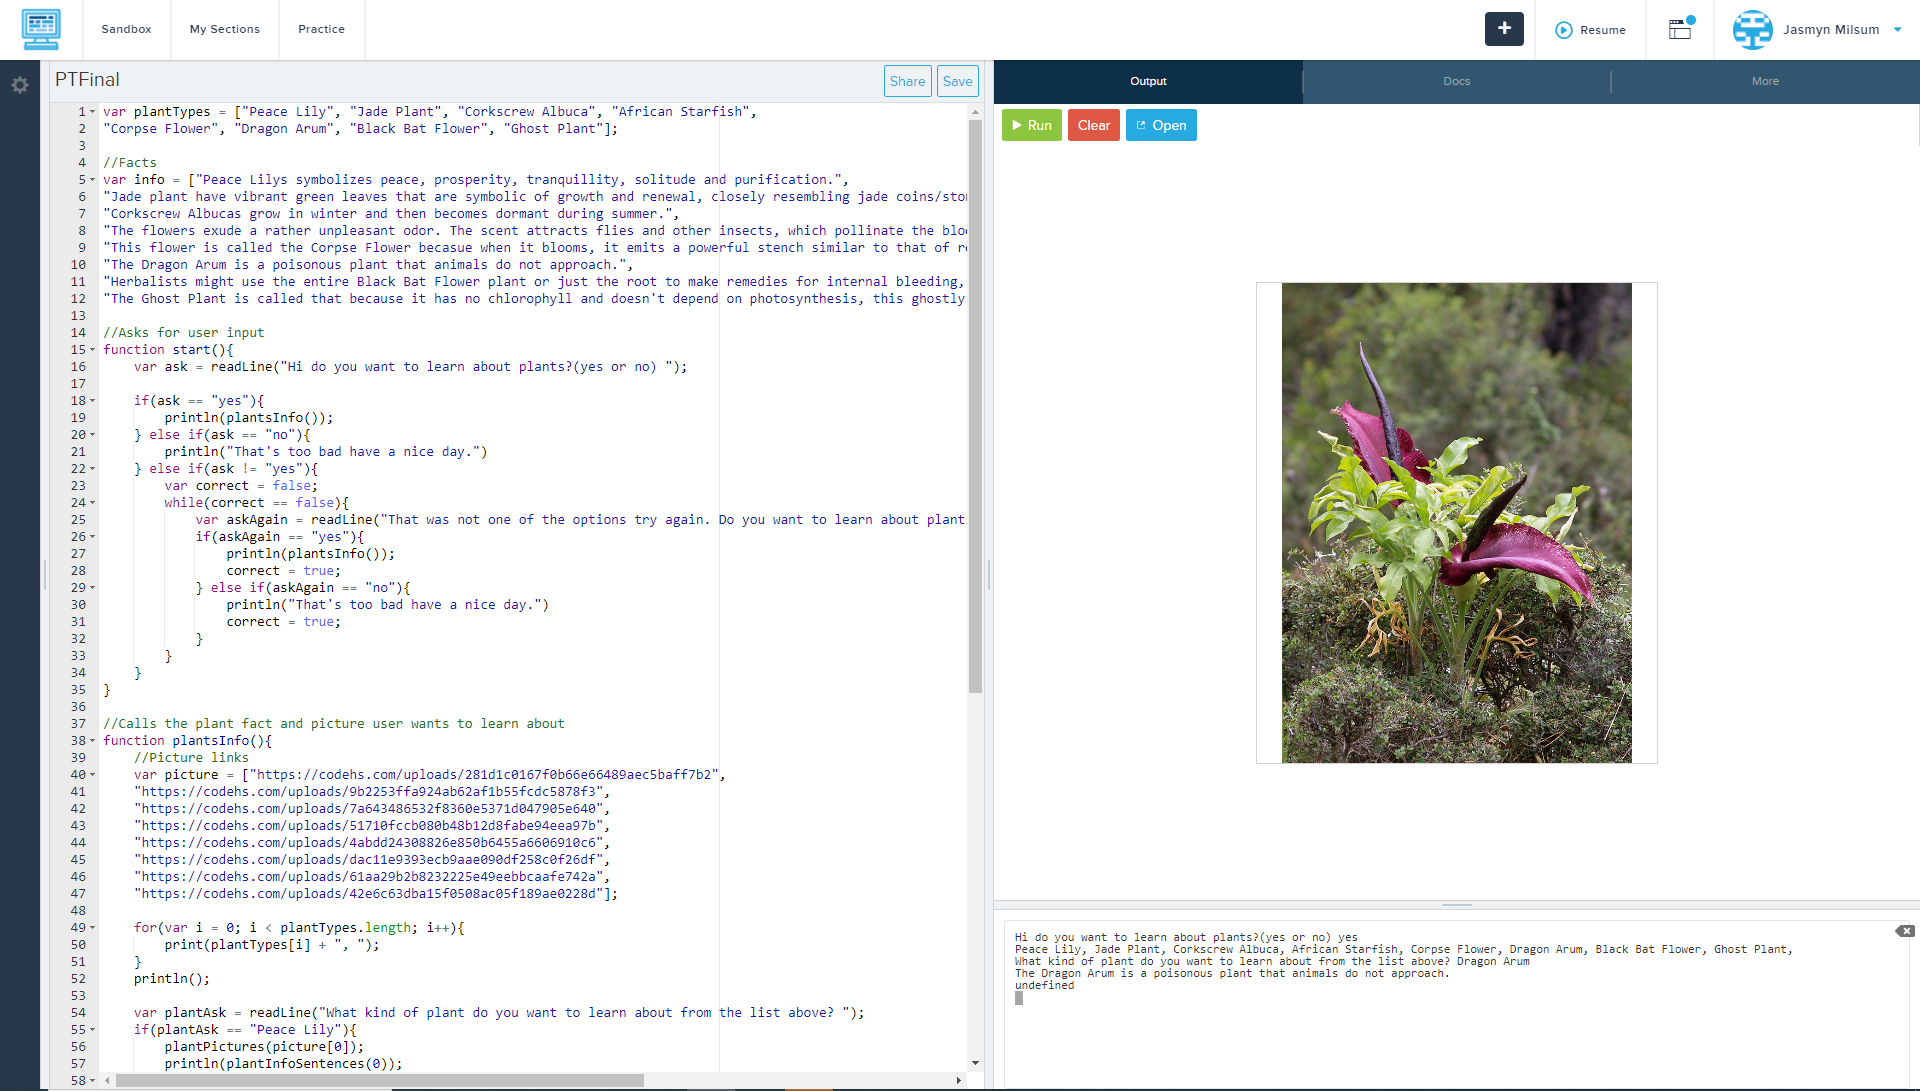 Sandbox
My Sections
Practice
+
Resume
Jasmyn Milsum
PTFinal
Share
Save
1 var plantTypes = ["Peace Lily", "Jade Plant", "Corkscrew Albuca", "African Starfish",
2 "Corpse Flower", "Dragon Arum", "Black Bat Flower", "Ghost Plant"];
3
4 //Facts
5 var info = ["Peace Lilys symbolizes peace, prosperity, tranquillity, solitude and purification.",
6 "Jade plant have vibrant green leaves that are symbolic of growth and renewal, closely resembling jade coins/sto
7 "Corkscrew Albucas grow in winter and then becomes dormant during summer.",
8 "The flowers exude a rather unpleasant odor. The scent attracts flies and other insects, which pollinate the blo
9 "This flower is called the Corpse Flower becasue when it blooms, it emits a powerful stench similar to that of r
10 "The Dragon Arum is a poisonous plant that animals do not approach.",
11 "Herbalists might use the entire Black Bat Flower plant or just the root to make remedies for internal bleeding,
12 "The Ghost Plant is called that because it has no chlorophyll and doesn't depend on photosynthesis, this ghostly
13
14 //Asks for user input
15 function start(){
16 var ask = readLine("Hi do you want to learn about plants?(yes or no) ");
17
18 if(ask == "yes"){
19 println(plantsInfo());
20 } else if(ask == "no"){
21 println("That's too bad have a nice day.")
22 } else if(ask != "yes"){
23 var correct = false;
24 while(correct == false){
25 var askAgain = readLine("That was not one of the options try again. Do you want to learn about plant
26 if(askAgain == "yes"){
27 println(plantsInfo());
28 correct = true;
29 } else if(askAgain == "no"){
30 println("That's too bad have a nice day.")
31 correct = true;
32 }
33 }
34 }
35 }
36
37 //Calls the plant fact and picture user wants to learn about
38 function plantsInfo(){
39 //Picture links
40 var picture = ["https://codehs.com/uploads/281d1c0167f0b66e66489aec5baff7b2",
41 "https://codehs.com/uploads/9b2253ffa924ab62af1b55fcdc5878f3",
42 "https://codehs.com/uploads/7a643486532f8360e5371d047905e640",
43 "https://codehs.com/uploads/51710fccb080b48b12d8fabe94eea97b",
44 "https://codehs.com/uploads/4abdd24308826e850b6455a6606910c6",
45 "https://codehs.com/uploads/dac11e9393ecb9aae090df258c0f26df",
46 "https://codehs.com/uploads/61aa29b2b8232225e49eebbcaafe742a",
47 "https://codehs.com/uploads/42e6c63dba15f0508ac05f189ae0228d"];
48
49 for(var i = 0; i < plantTypes.length; i++){
50 print(plantTypes[i] + ", ");
51 }
52 println();
53
54 var plantAsk = readLine("What kind of plant do you want to learn about from the list above? ");
55 if(plantAsk == "Peace Lily"){
56 plantPictures(picture[0]);
57 println(plantInfoSentences(0));
58
Output
Docs
More
Run
Clear
Open
Hi do you want to learn about plants?(yes or no) yes
Peace Lily, Jade Plant, Corkscrew Albuca, African Starfish, Corpse Flower, Dragon Arum, Black Bat Flower, Ghost Plant,
What kind of plant do you want to learn about from the list above? Dragon Arum
The Dragon Arum is a poisonous plant that animals do not approach.
undefined